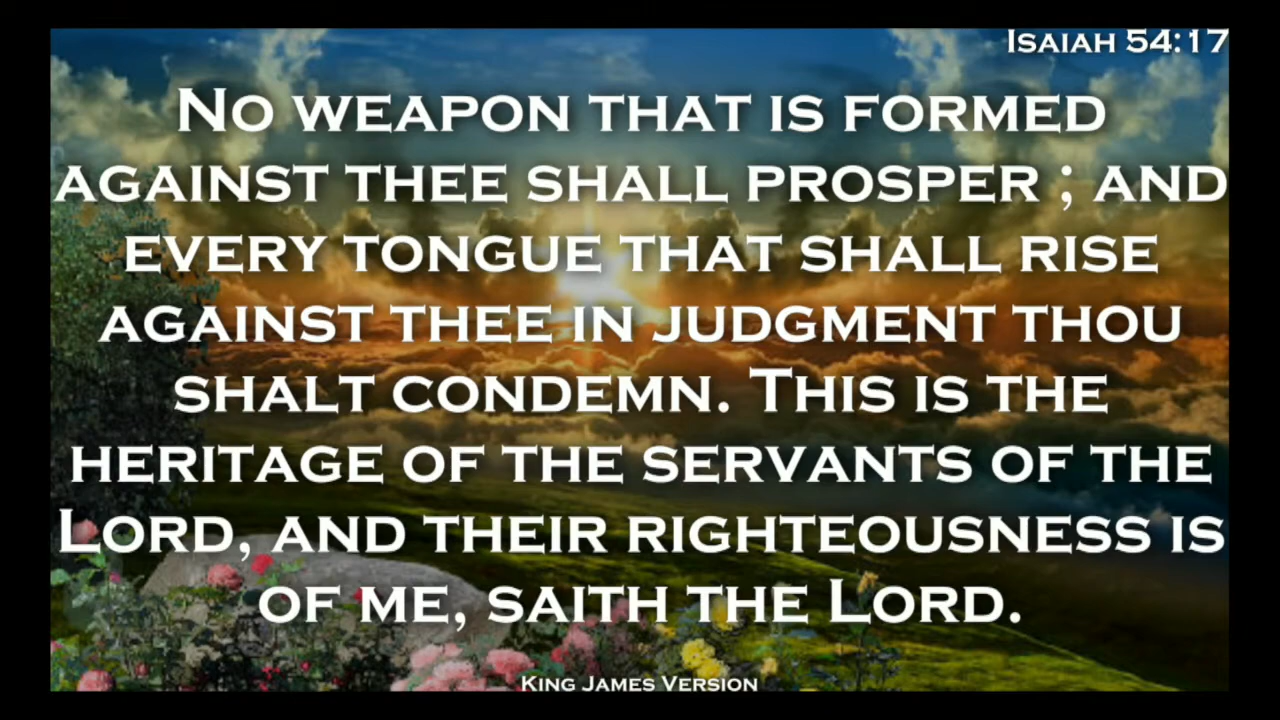 Isaiah 54:17
No weapon that is formed
against thee shall prosper ; and
every tongue that shall rise
against thee in judgment thou
shalt condemn. This is the
heritage of the servants of the
Lord, and their righteousness is
of me, saith the Lord.
King James Version